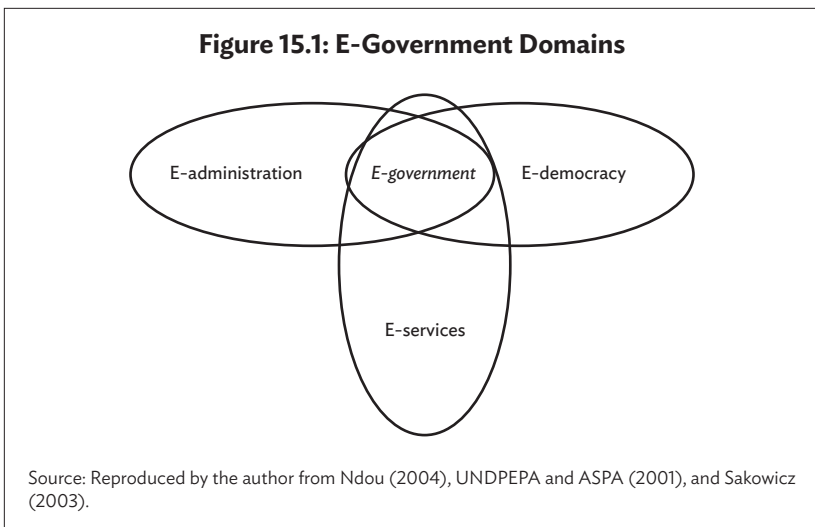 Figure 15.1: E-Government Domains
E-administration
E-government
E-democracy
E-services
Source: Reproduced by the author from Ndou (2004), UNDPEPA and ASPA (2001), and Sakowicz
(2003).